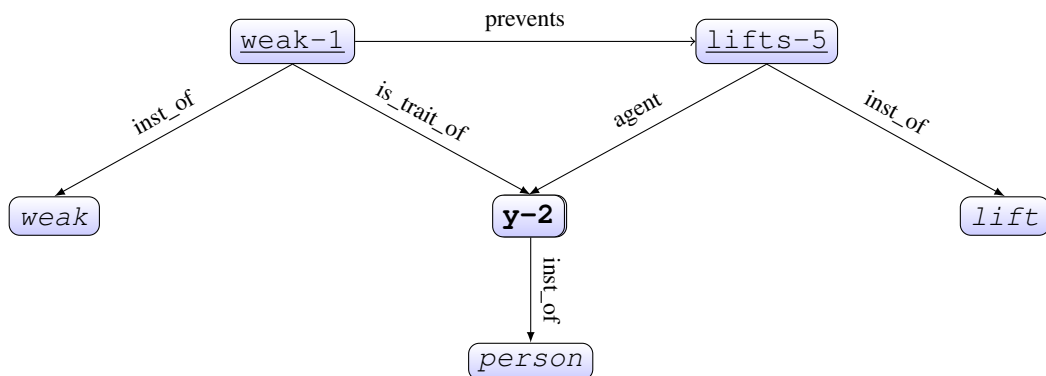 prevents
weak-1
lifts-5
inst_of
is_trait_of
agent
inst_of
weak
y-2
lift
inst_of
person